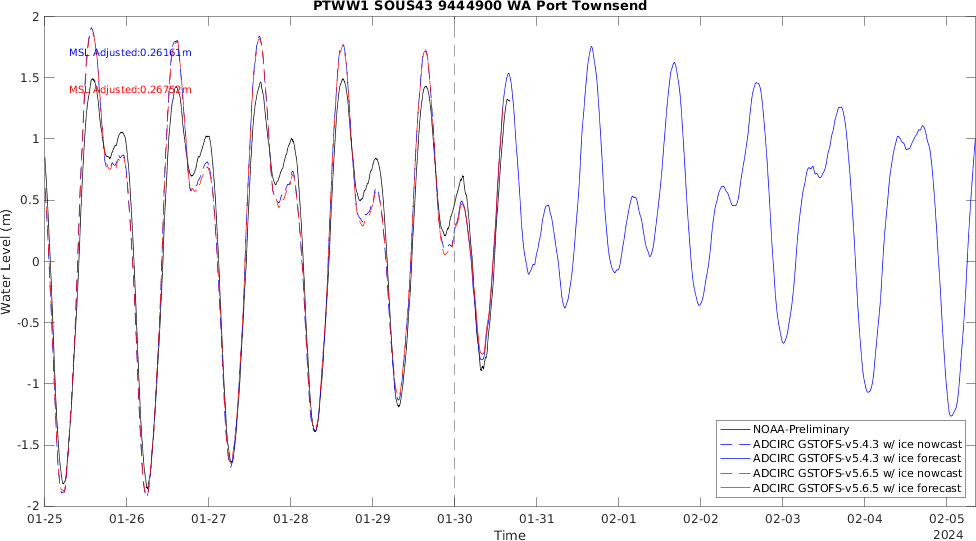 PTWW1 SOUS43 9444900 WA Port Townsend
MSL Adjusted:0.26161m
MSL Adjusted:0.26752m
Water Level (m)
2
1.5
1
0.5
0
-0.5
-1
-1.5
-2
01-25 01-26 01-27 01-28 01-29 01-30 01-31 02-01 02-02 02-03 02-04 02-05
2024
Time
NOAA-Preliminary
ADCIRC GSTOFS-v5.4.3 w/ ice nowcast
ADCIRC GSTOFS-v5.4.3 w/ ice forecast
ADCIRC GSTOFS-v5.6.5 w/ ice nowcast
ADCIRC GSTOFS-v5.6.5 w/ ice forecast